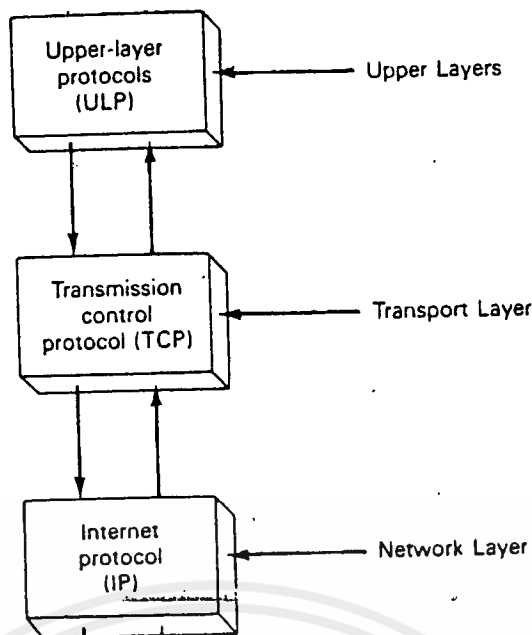 Upper-layer
protocols
(ULP)
Upper Layers
Transmission
control
protocol (TCP)
Transport Layer
Internet
protocol
(IP)
Network Layer